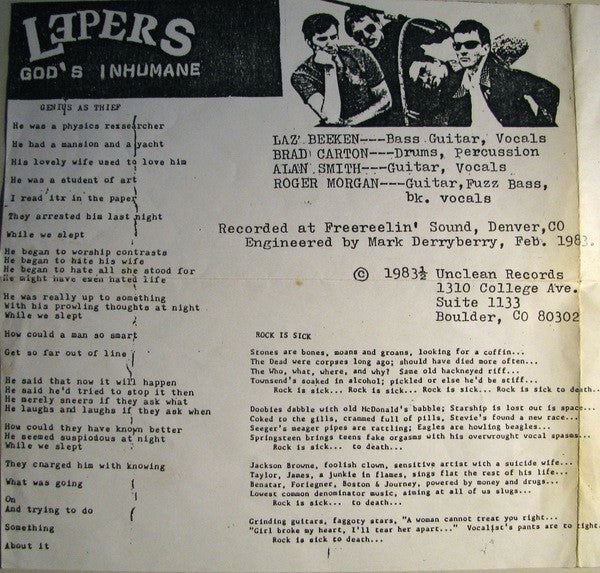 LEPERS
GOD'S INHUMANE
GENIUS AS THIEF
He was a physics rexsearcher
He had a mansion and a yacht
His lovely wife used to love him
He was a student of art
I read itx in the paper
They arrested him last night
While we slept
He began to worship contrasts
He began to hate his wife
He began to hate all she stood for
He might have even hated life
He was really up to something
With his prowling thoughts at night
While we slept
How could a man so smart
Get so far out of line
He said that now it will happen
He said he'd tried to stop it then
He merely sneers if they ask what
He laughs and laughs if they ask when
How could they have known better
He seemed suspiodous at night
While we slept
They charged him with knowing
What was going
On
And trying to do
Something
About it
LAZ BEEKEN---Bass Guitar, Vocals
BRAD CARTON---Drums, percussion
ALAN SMITH---Guitar, Vocals
ROGER MORGAN---Guitar,Fuzz Bass,
bk. vocals
Recorded at Freereelin' Sound, Denver,CO
Engineered by Mark Derryberry, Feb. 1983.
© 1983½ Unclean Records
1310 College Ave.
Suite 1133
Boulder, CO 80302
ROCK IS SICK
Stones are bones, moans and groans, looking for a coffin...
The Dead were corpses long ago; should have died more often...
The Who, what, where, and why? Same old hackneyed riff...
Townsend's soaked in alcohol; pickled or else he'd be stiff...
Rock is sick... Rock is sick... Rock is sick... Rock is sick to death...
Doobies dabble with old McDonald's babble; Starship is lost out is space...
Coked to the gills, crammed full of pills, Stevie's found a new race...
Seeger's meager pipes are rattling; Eagles are howling beagles...
Springsteen brings teens fake orgasms with his overwrought vocal spasms...
Rock is sick... to death...
Jackson Browne, foolish clown, sensitive artist with a suicide wife...
Taylor, James, a junkie in flames, sings flat the rest of his life...
Benatar, Foriegner, Boston & Journey, powered by money and drugs...
Lowest common denominator music, aiming at all of us slugs...
Rock is sick... to death...
Grinding guitars, faggoty stars, "A woman cannot treat you right...
"Girl broke my heart, I'll tear her apart..." Vocalist's pants are to right.
Rock is sick to death...